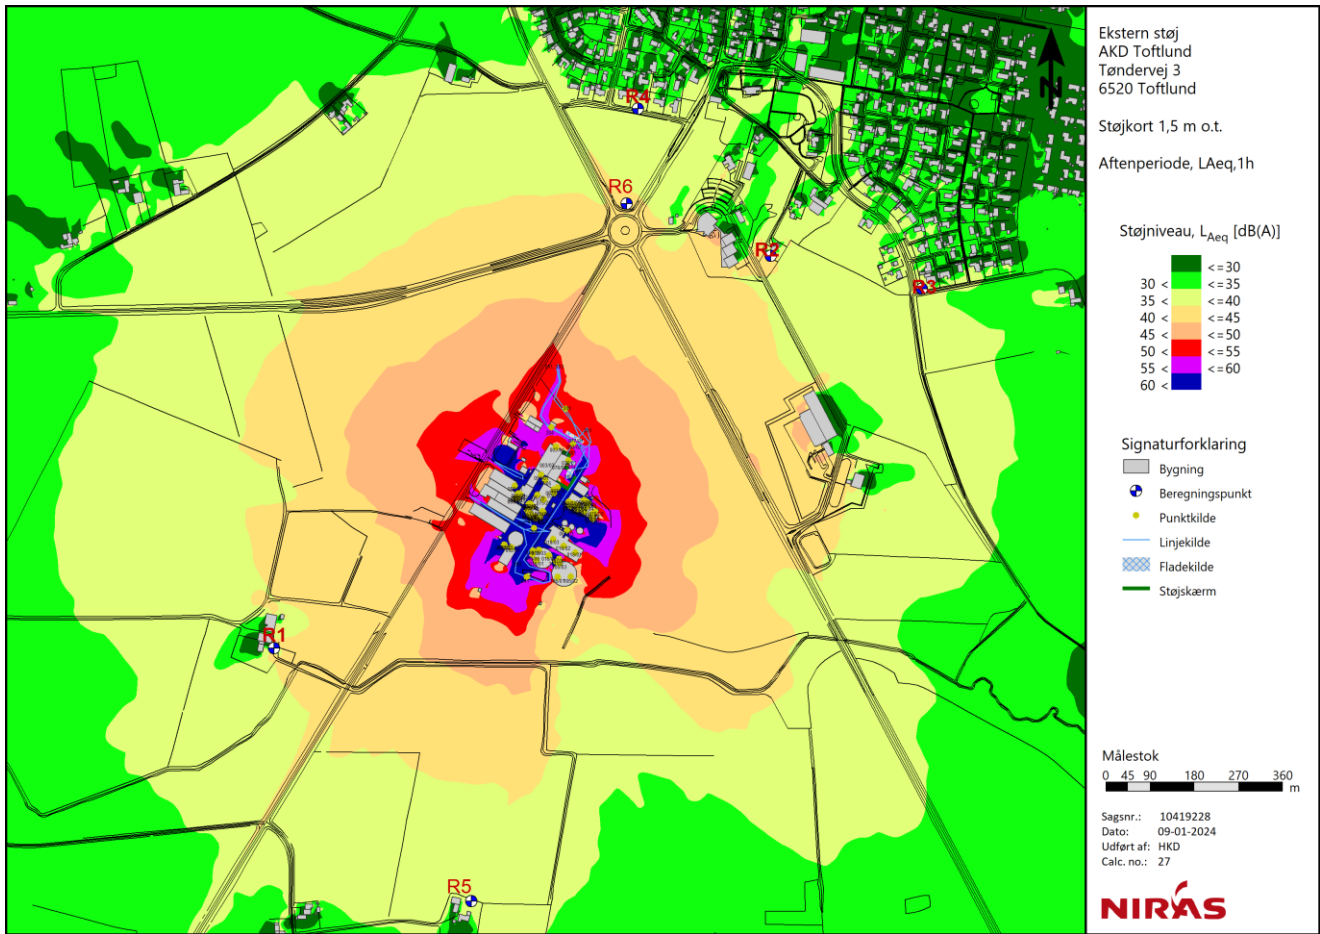 R4
R6
R2
R3
R1
R5
N
Ekstern støj
AKD Toftlund
Tøndervej 3
6520 Toftlund
Støjkort 1,5 m o.t.
Aftenperiode, LAeq,1h
Støjniveau, LAeq [dB(A)]
<=30
30 < <=35
35 < <=40
40 < <=45
45 < <=50
50 < <=55
55 < <=60
60 <
Signaturforklaring
Bygning
Beregningspunkt
Punktkilde
Linjekilde
Fladekilde
Støjskærm
Målestok
0 45 90 180 270 360
m
Sagsnr.: 10419228
Dato: 09-01-2024
Udført af: HKD
Calc. no.: 27
NIRAS